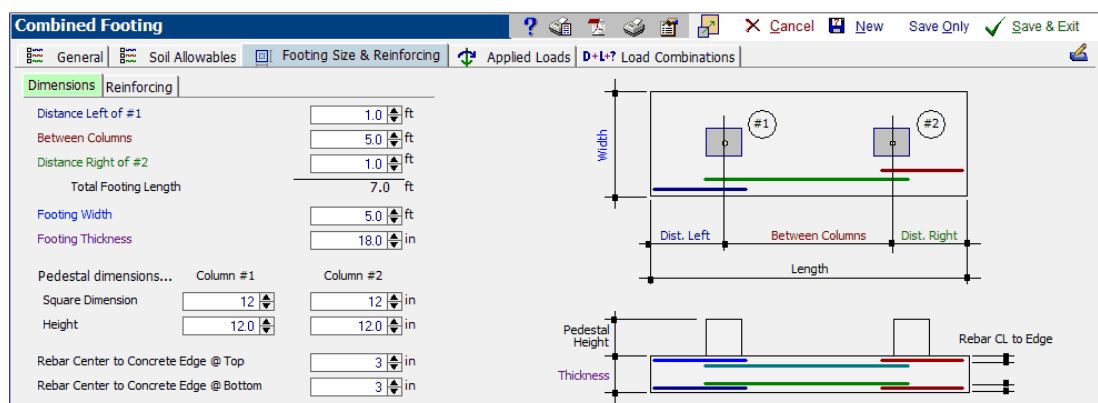 Combined Footing ? Cancel New Save Only Save & Exit
General Soil Allowables Footing Size & Reinforcing Applied Loads D+L+? Load Combinations
Dimensions Reinforcing
Distance Left of #1 1.0 ft
Between Columns 5.0 ft
Distance Right of #2 1.0 ft
Total Footing Length 7.0 ft
Footing Width 5.0 ft
Footing Thickness 18.0 in
Pedestal dimensions... Column #1 Column #2
Square Dimension 12 12 in
Height 12.0 12.0 in
Rebar Center to Concrete Edge @ Top 3 in
Rebar Center to Concrete Edge @ Bottom 3 in
#1 #2
Width
Dist. Left Between Columns Dist. Right
Length
Pedestal
Height
Rebar CL to Edge
Thickness